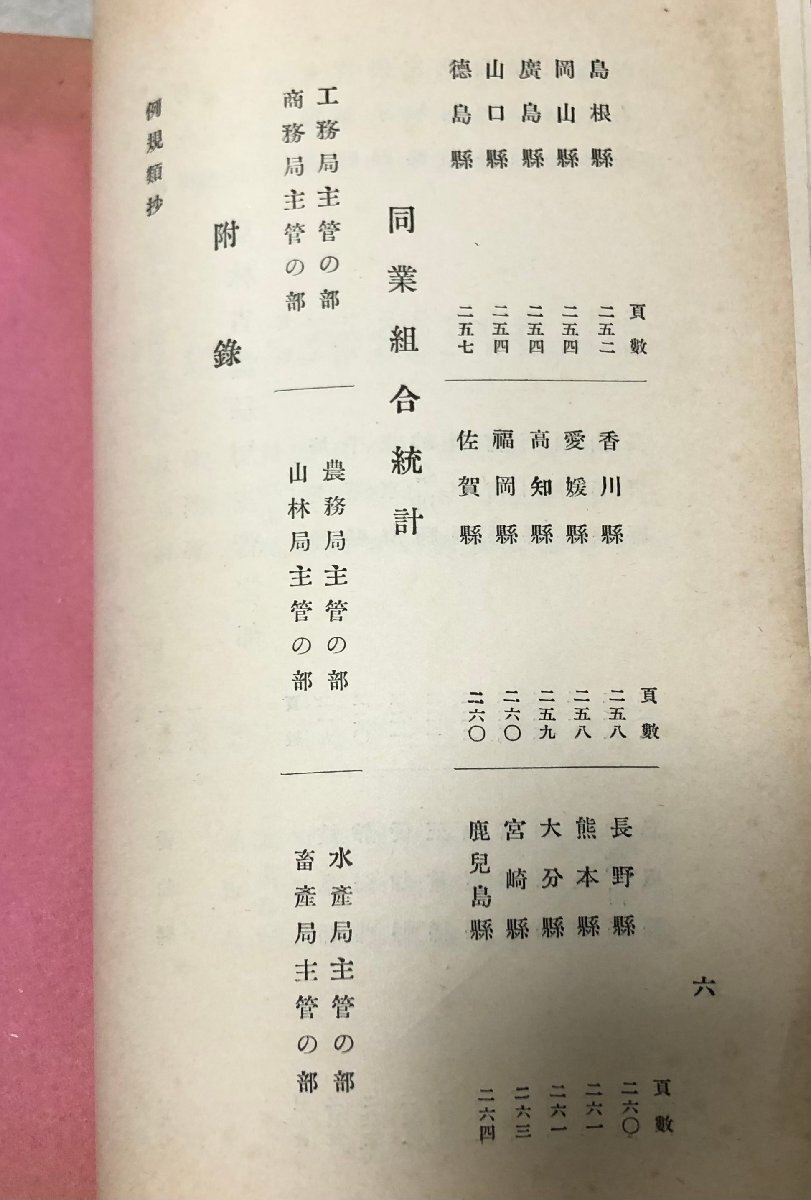 六
頁數 頁數 頁數
島根縣 二五二 香川縣 二五八 長野縣 二六〇
岡山縣 二五四 愛媛縣 二五八 熊本縣 二六一
廣島縣 二五四 高知縣 二五九 大分縣 二六一
山口縣 二五四 福岡縣 二六〇 宮崎縣 二六三
德島縣 二五七 佐賀縣 二六〇 鹿兒島縣 二六四
同業組合統計
工務局主管の部 農務局主管の部 水產局主管の部
商務局主管の部 山林局主管の部 畜產局主管の部
附錄
例規類抄